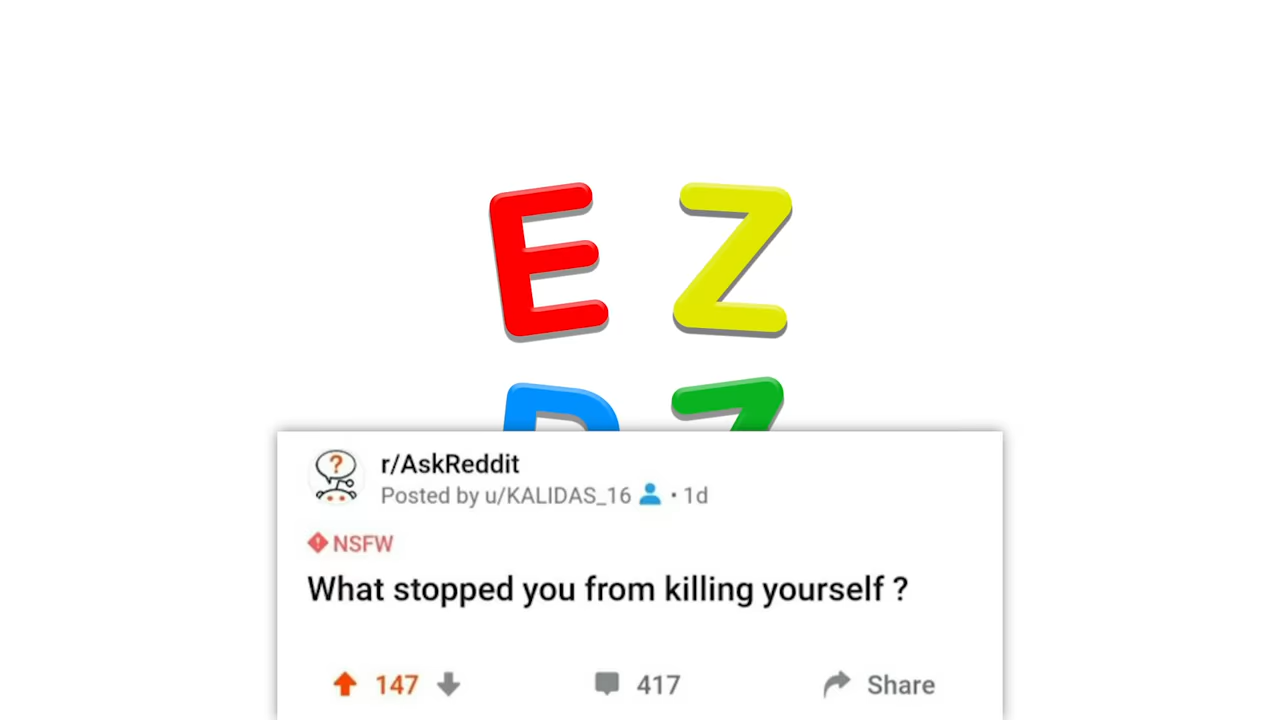 E Z
r/AskReddit
Posted by u/KALIDAS_16 • 1d
NSFW
What stopped you from killing yourself ?
147 417 Share